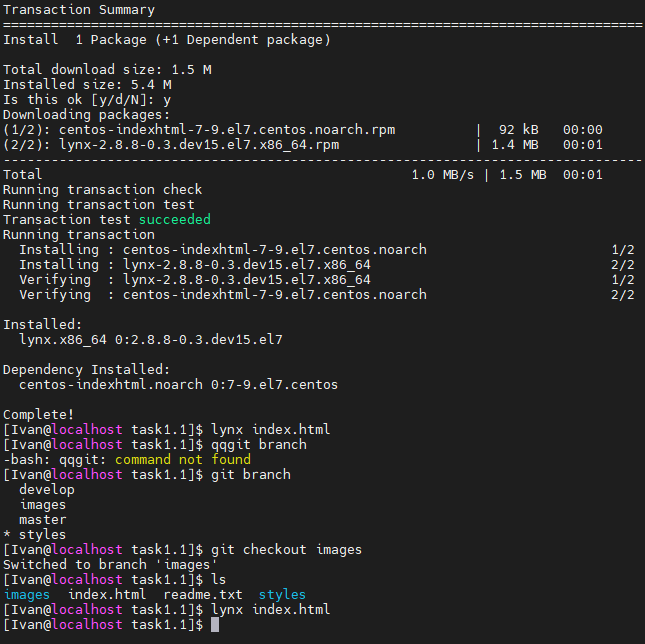 Transaction Summary
================================================================================
Install  1 Package (+1 Dependent package)
Total download size: 1.5 M
Installed size: 5.4 M
Is this ok [y/d/N]: y
Downloading packages:
(1/2): centos-indexhtml-7-9.el7.centos.noarch.rpm          |  92 kB   00:00
(2/2): lynx-2.8.8-0.3.dev15.el7.x86_64.rpm                 | 1.4 MB   00:01
--------------------------------------------------------------------------------
Total                                              1.0 MB/s | 1.5 MB  00:01
Running transaction check
Running transaction test
Transaction test succeeded
Running transaction
  Installing : centos-indexhtml-7-9.el7.centos.noarch                       1/2
  Installing : lynx-2.8.8-0.3.dev15.el7.x86_64                              2/2
  Verifying  : lynx-2.8.8-0.3.dev15.el7.x86_64                              1/2
  Verifying  : centos-indexhtml-7-9.el7.centos.noarch                       2/2
Installed:
  lynx.x86_64 0:2.8.8-0.3.dev15.el7
Dependency Installed:
  centos-indexhtml.noarch 0:7-9.el7.centos
Complete!
[Ivan@localhost task1.1]$ lynx index.html
[Ivan@localhost task1.1]$ qqgit branch
-bash: qqgit: command not found
[Ivan@localhost task1.1]$ git branch
  develop
  images
  master
* styles
[Ivan@localhost task1.1]$ git checkout images
Switched to branch 'images'
[Ivan@localhost task1.1]$ ls
images  index.html  readme.txt  styles
[Ivan@localhost task1.1]$ lynx index.html
[Ivan@localhost task1.1]$